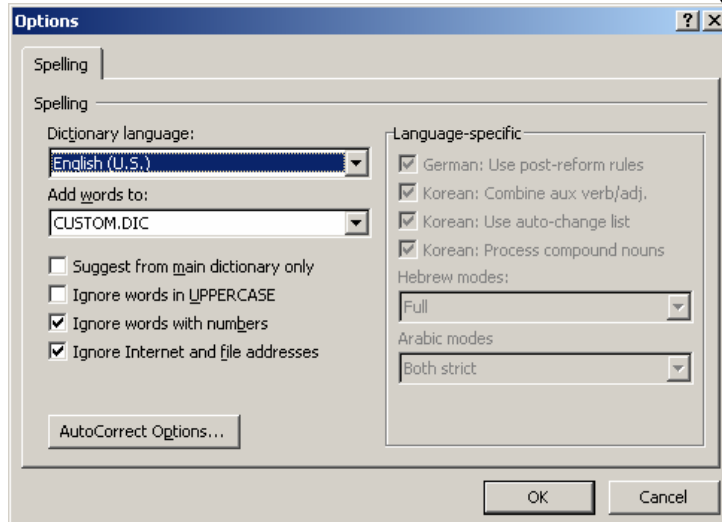 Options
Spelling
Spelling
Dictionary language:
English (U.S.)
Add words to:
CUSTOM.DIC
Suggest from main dictionary only
Ignore words in UPPERCASE
Ignore words with numbers
Ignore Internet and file addresses
AutoCorrect Options...
Language-specific
German: Use post-reform rules
Korean: Combine aux verb/adj.
Korean: Use auto-change list
Korean: Process compound nouns
Hebrew modes:
Full
Arabic modes
Both strict
OK
Cancel